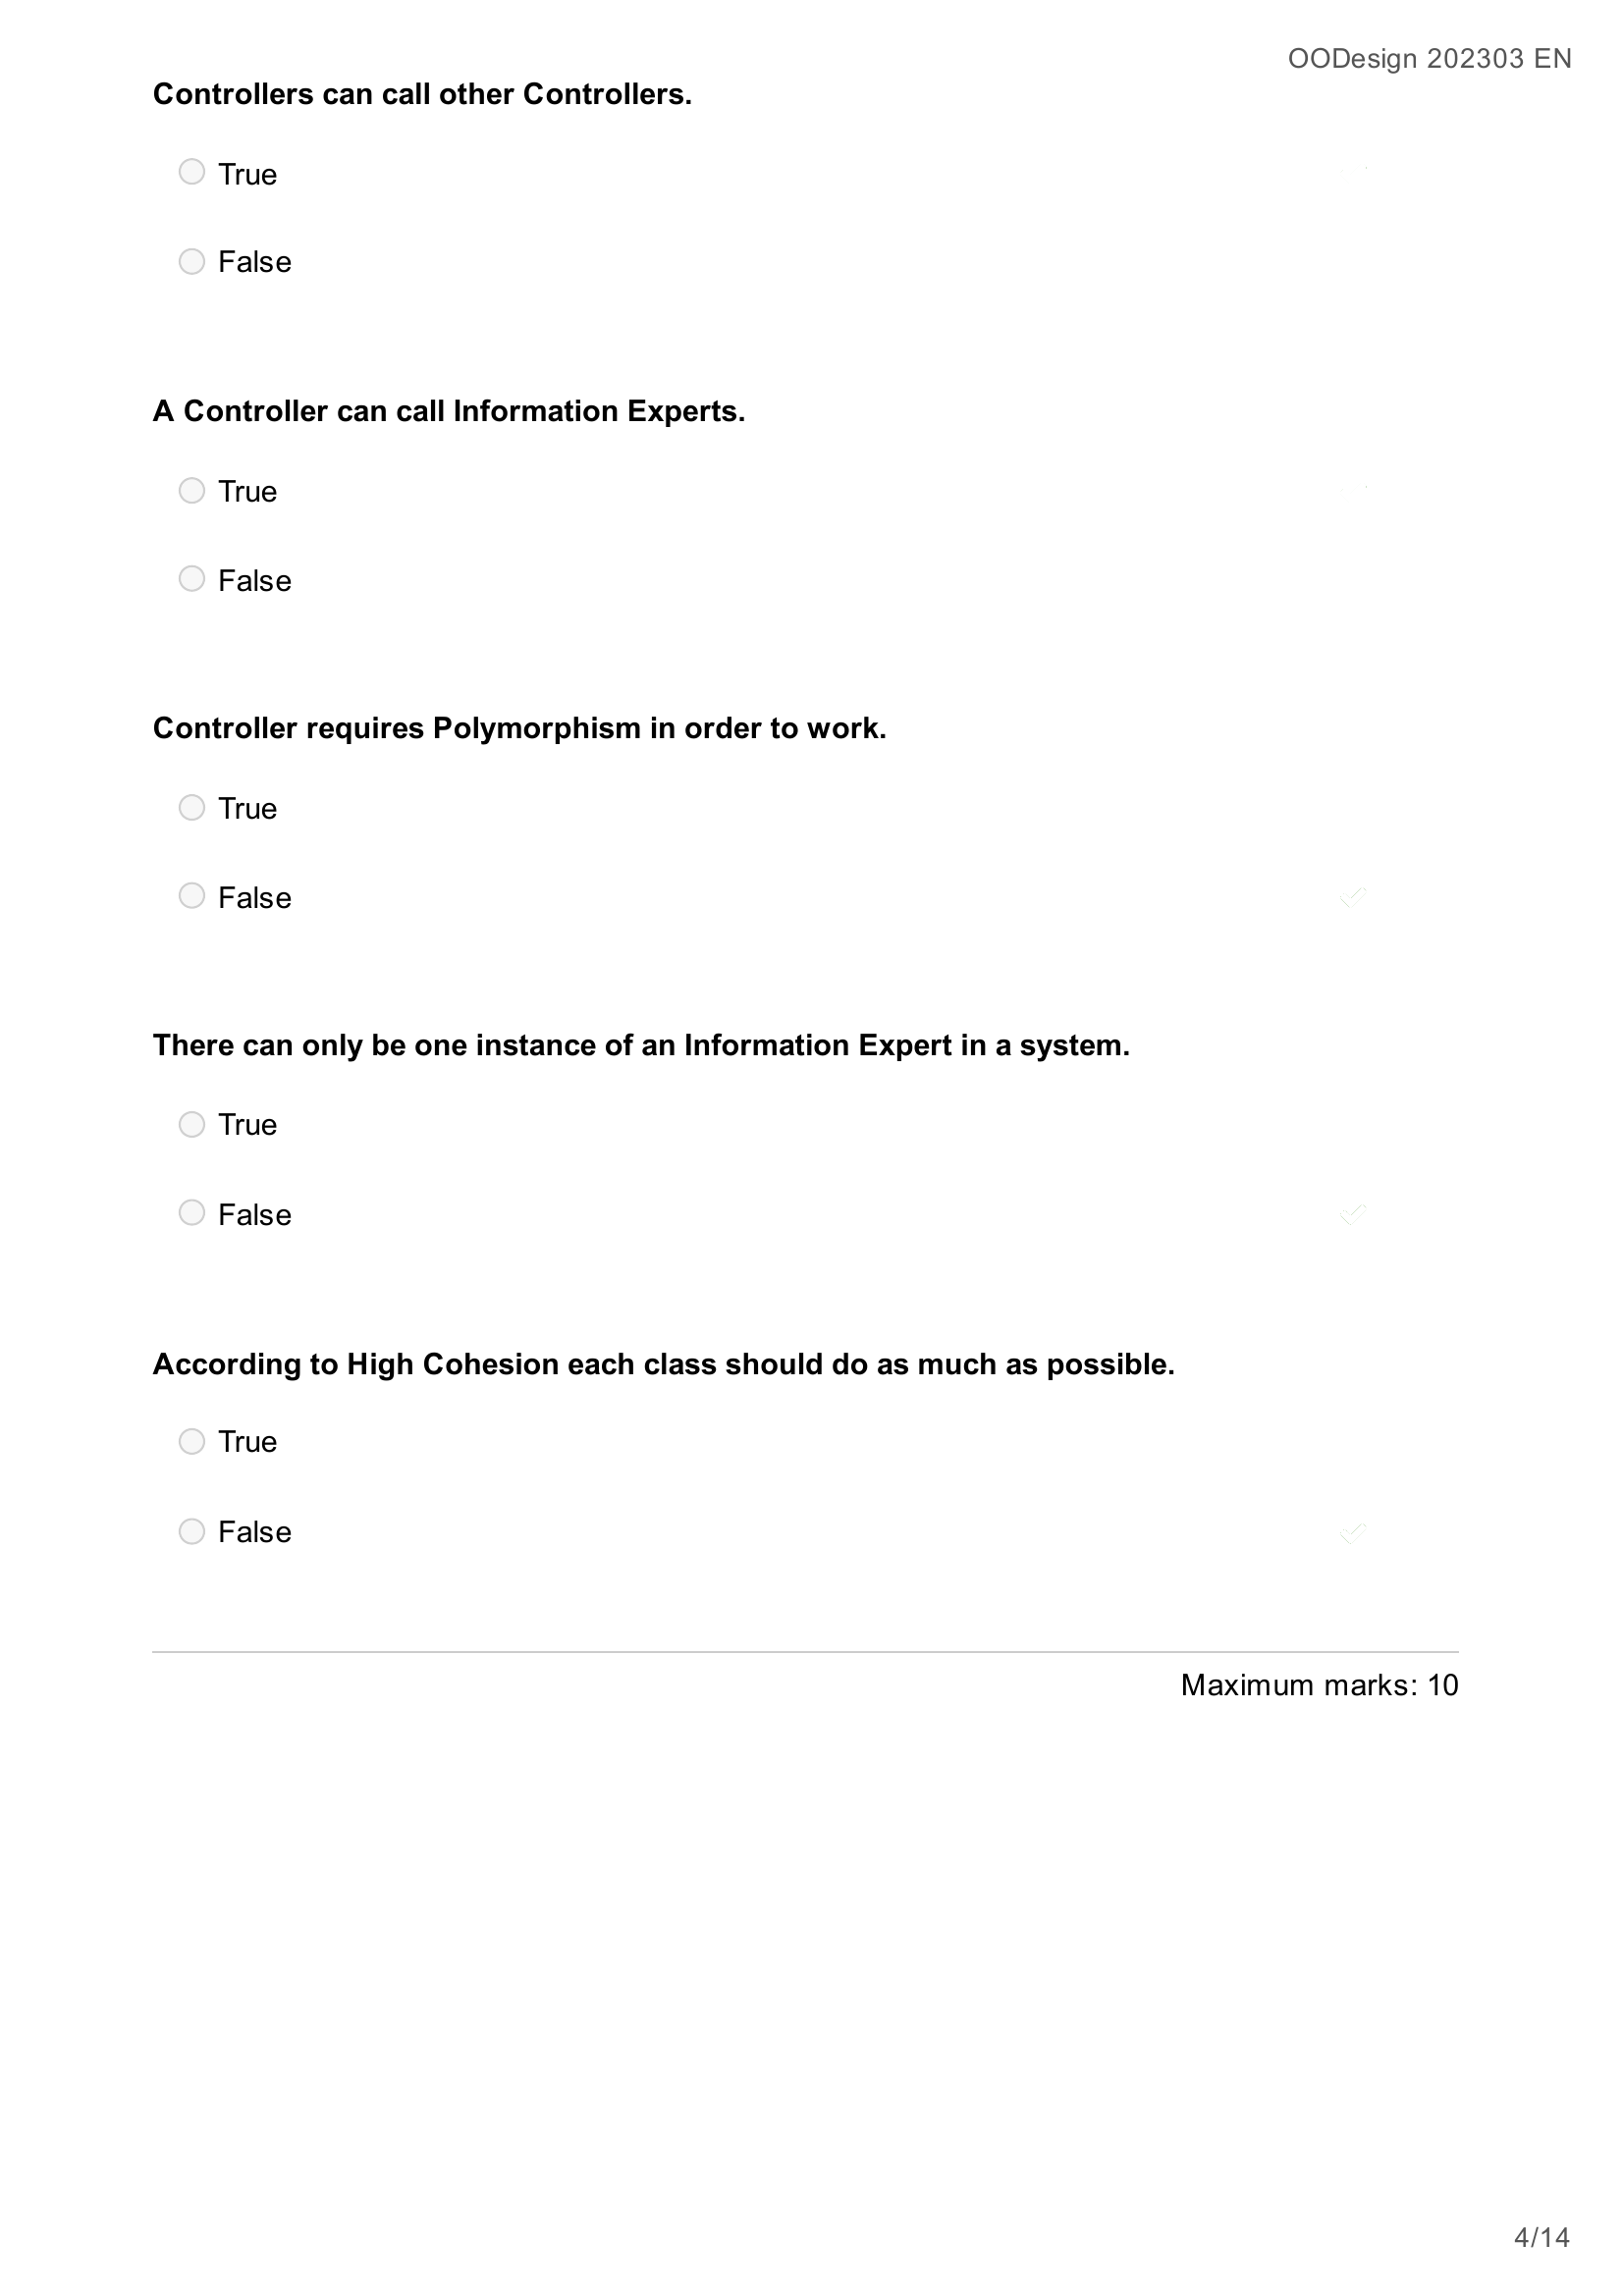 OODesign 202303 EN
Controllers can call other Controllers.
True
False
A Controller can call Information Experts.
True
False
Controller requires Polymorphism in order to work.
True
False
There can only be one instance of an Information Expert in a system.
True
False
According to High Cohesion each class should do as much as possible.
True
False
Maximum marks: 10
4/14